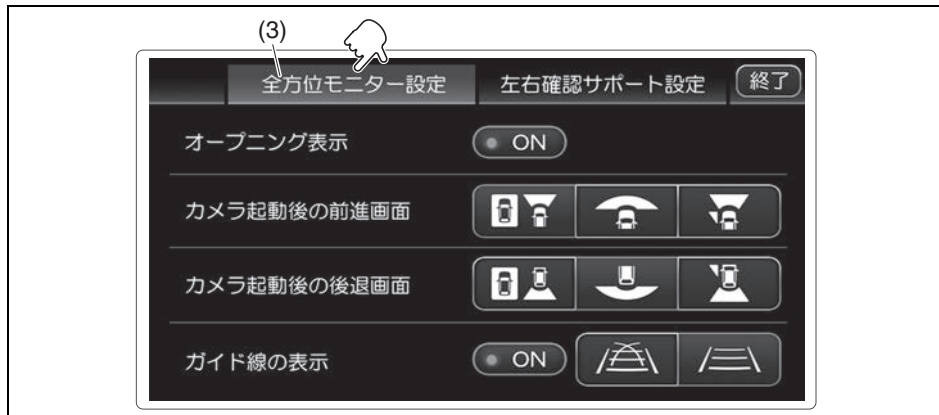 (3)
全方位モニター設定 左右確認サポート設定 終了
オープニング表示 ON
カメラ起動後の前進画面
カメラ起動後の後退画面
ガイド線の表示 ON